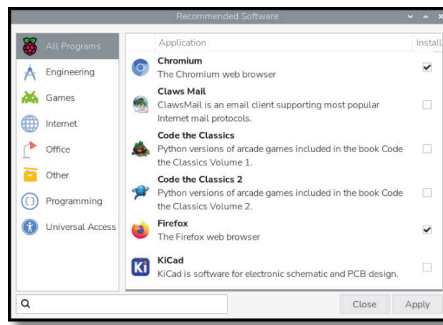 Recommended Software
All Programs
Engineering
Games
Internet
Office
Other
Programming
Universal Access
Application
Install
Chromium
The Chromium web browser
Claws Mail
ClawsMail is an email client supporting most popular
Internet mail protocols.
Code the Classics
Python versions of arcade games included in the book Code
the Classics Volume 1.
Code the Classics 2
Python versions of arcade games included in the book Code
the Classics Volume 2.
Firefox
The Firefox web browser
Ki
KiCad
KiCad is software for electronic schematic and PCB design.
Close
Apply